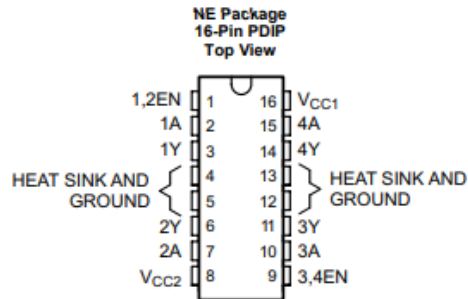 NE Package
16-Pin PDIP
Top View
1,2EN 1 16 VCC1
1A 2 15 4A
1Y 3 14 4Y
4 13
HEAT SINK AND GROUND HEAT SINK AND GROUND
5 12
2Y 6 11 3Y
2A 7 10 3A
VCC2 8 9 3,4EN